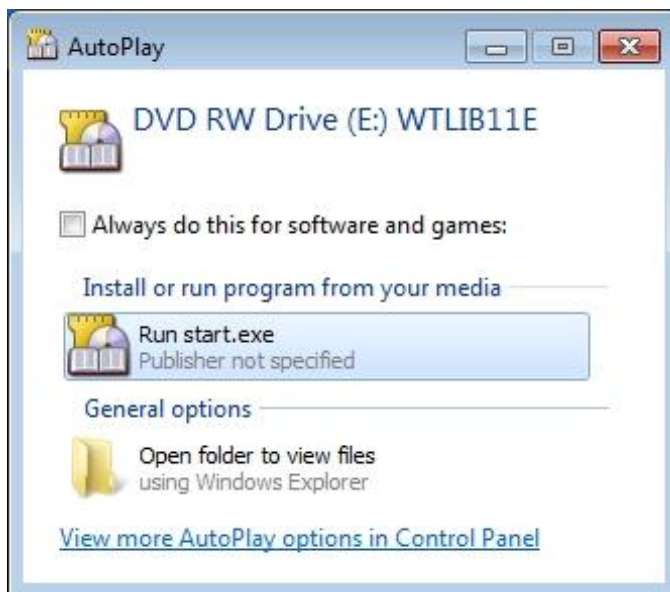 AutoPlay
DVD RW Drive (E:) WTLIB11E
Always do this for software and games:
Install or run program from your media
Run start.exe
Publisher not specified
General options
Open folder to view files
using Windows Explorer
View more AutoPlay options in Control Panel